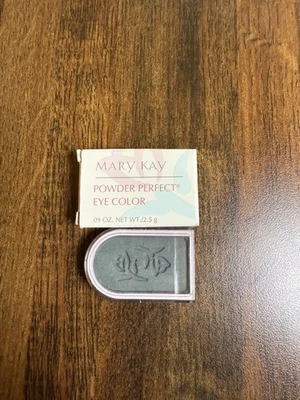 MARY KAY
POWDER PERFECT®
EYE COLOR
.09 OZ. NET WT./2.5 g